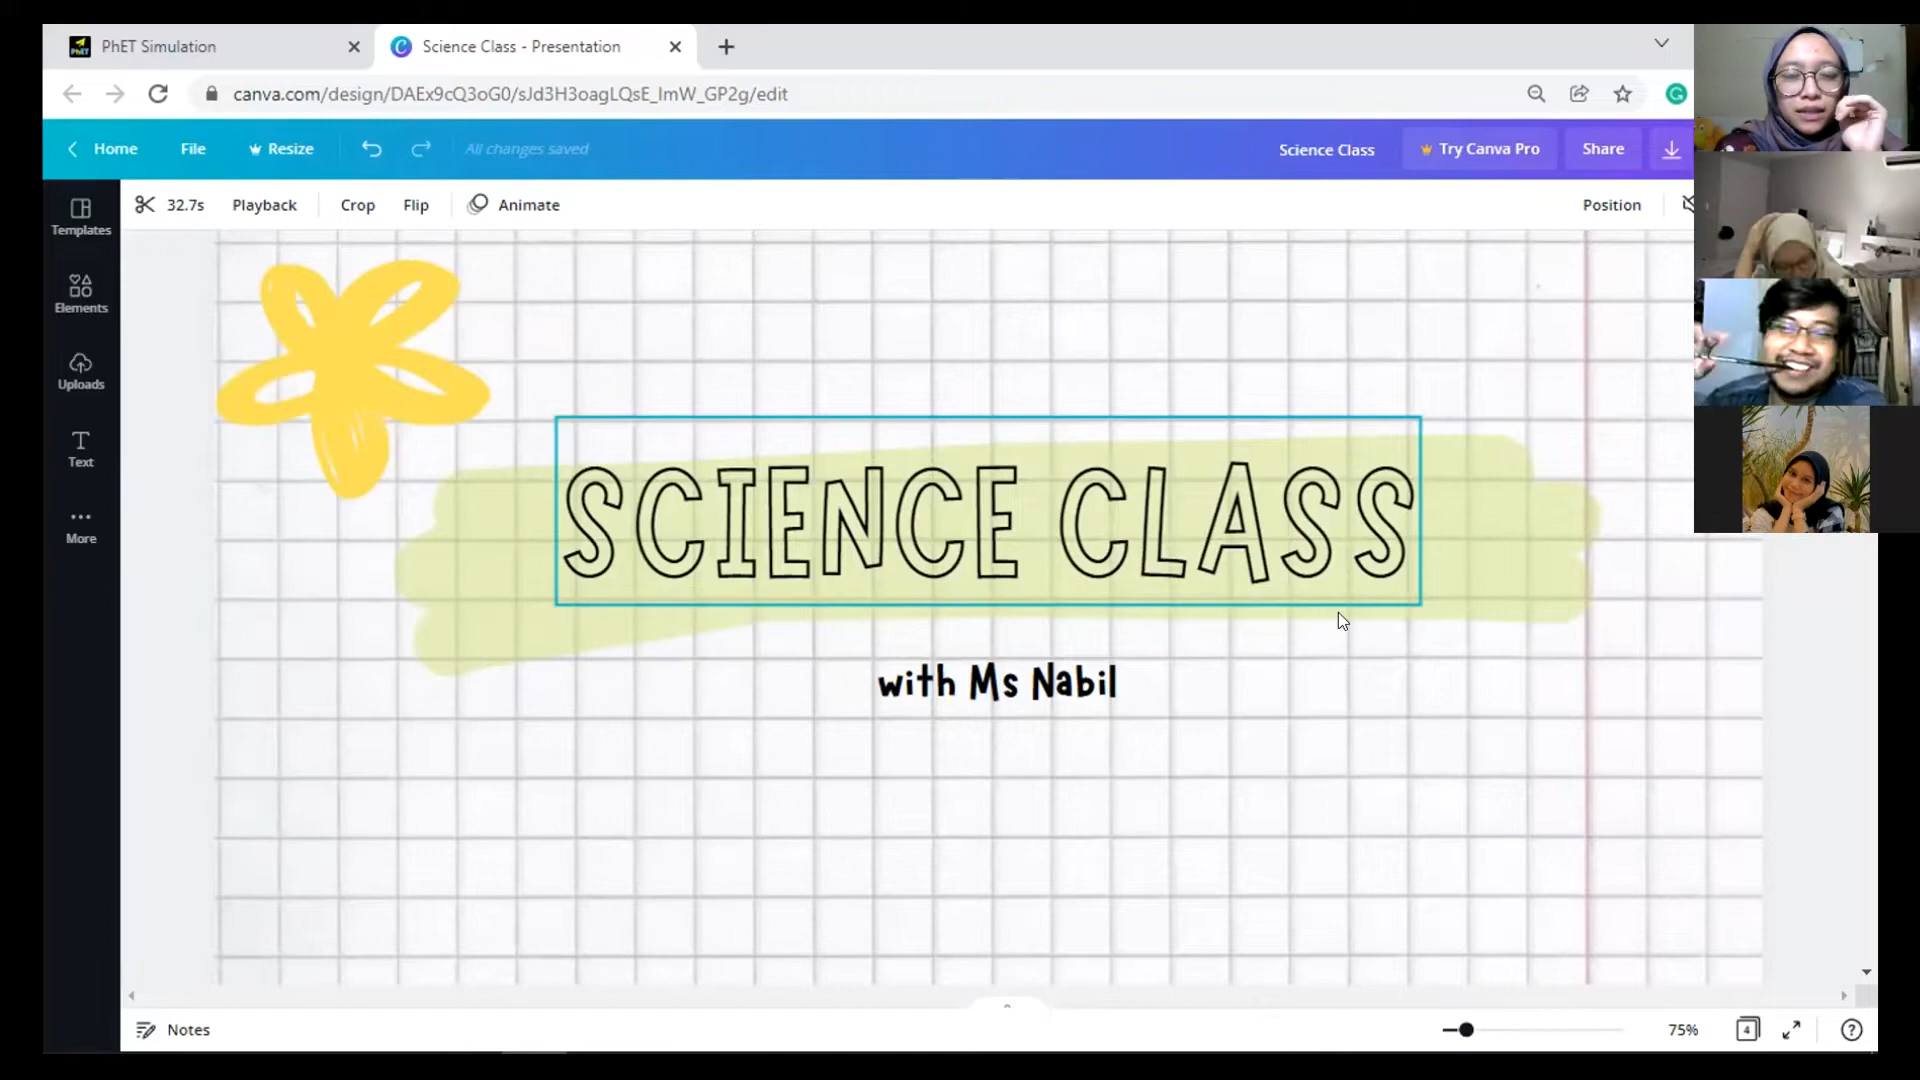 PhET Simulation
Science Class - Presentation
canva.com/design/DAEx9cQ3oG0/sJd3H3oagLQsE_lmW_GP2g/edit
Home File Resize All changes saved Science Class Try Canva Pro Share
32.7s Playback Crop Flip Animate Position
Templates
Elements
Uploads
Text
More
SCIENCE CLASS
with Ms Nabil
Notes 75% 4 ?